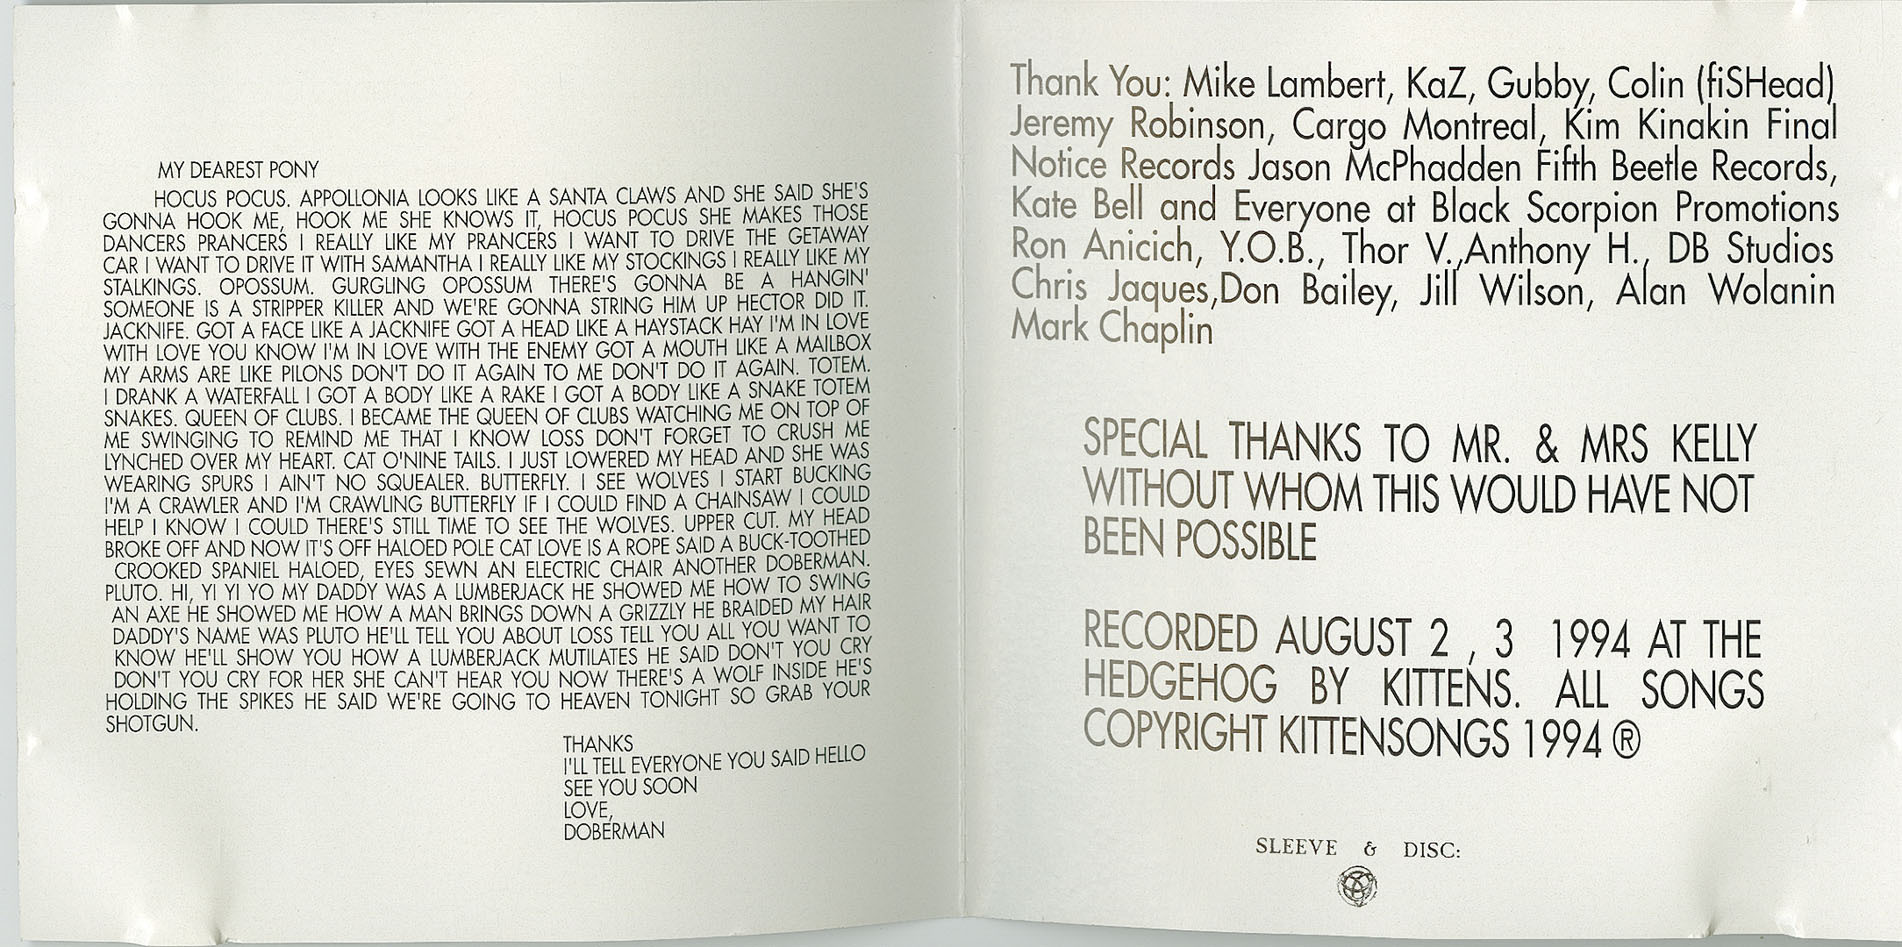 MY DEAREST PONY
HOCUS POCUS. APPOLLONIA LOOKS LIKE A SANTA CLAWS AND SHE SAID SHE'S
GONNA HOOK ME, HOOK ME SHE KNOWS IT, HOCUS POCUS SHE MAKES THOSE
DANCERS PRANCERS I REALLY LIKE MY PRANCERS I WANT TO DRIVE THE GETAWAY
CAR I WANT TO DRIVE IT WITH SAMANTHA I REALLY LIKE MY STOCKINGS I REALLY LIKE MY
STALKINGS. OPOSSUM. GURGLING OPOSSUM THERE'S GONNA BE A HANGIN'
SOMEONE IS A STRIPPER KILLER AND WE'RE GONNA STRING HIM UP HECTOR DID IT.
JACKNIFE. GOT A FACE LIKE A JACKNIFE GOT A HEAD LIKE A HAYSTACK HAY I'M IN LOVE
WITH LOVE YOU KNOW I'M IN LOVE WITH THE ENEMY GOT A MOUTH LIKE A MAILBOX
MY ARMS ARE LIKE PILONS DON'T DO IT AGAIN TO ME DON'T DO IT AGAIN. TOTEM.
I DRANK A WATERFALL I GOT A BODY LIKE A RAKE I GOT A BODY LIKE A SNAKE TOTEM
SNAKES. QUEEN OF CLUBS. I BECAME THE QUEEN OF CLUBS WATCHING ME ON TOP OF
ME SWINGING TO REMIND ME THAT I KNOW LOSS DON'T FORGET TO CRUSH ME
LYNCHED OVER MY HEART. CAT O'NINE TAILS. I JUST LOWERED MY HEAD AND SHE WAS
WEARING SPURS I AIN'T NO SQUEALER. BUTTERFLY. I SEE WOLVES I START BUCKING
I'M A CRAWLER AND I'M CRAWLING BUTTERFLY IF I COULD FIND A CHAINSAW I COULD
HELP I KNOW I COULD THERE'S STILL TIME TO SEE THE WOLVES. UPPER CUT. MY HEAD
BROKE OFF AND NOW IT'S OFF HALOED POLE CAT LOVE IS A ROPE SAID A BUCK-TOOTHED
CROOKED SPANIEL HALOED, EYES SEWN AN ELECTRIC CHAIR ANOTHER DOBERMAN.
PLUTO. HI, YI YI YO MY DADDY WAS A LUMBERJACK HE SHOWED ME HOW TO SWING
AN AXE HE SHOWED ME HOW A MAN BRINGS DOWN A GRIZZLY HE BRAIDED MY HAIR
DADDY'S NAME WAS PLUTO HE'LL TELL YOU ABOUT LOSS TELL YOU ALL YOU WANT TO
KNOW HE'LL SHOW YOU HOW A LUMBERJACK MUTILATES HE SAID DON'T YOU CRY
DON'T YOU CRY FOR HER SHE CAN'T HEAR YOU NOW THERE'S A WOLF INSIDE HE'S
HOLDING THE SPIKES HE SAID WE'RE GOING TO HEAVEN TONIGHT SO GRAB YOUR
SHOTGUN.
THANKS
I'LL TELL EVERYONE YOU SAID HELLO
SEE YOU SOON
LOVE,
DOBERMAN
Thank You: Mike Lambert, KaZ, Gubby, Colin (fiSHead)
Jeremy Robinson, Cargo Montreal, Kim Kinakin Final
Notice Records Jason McPhadden Fifth Beetle Records,
Kate Bell and Everyone at Black Scorpion Promotions
Ron Anicich, Y.O.B., Thor V.,Anthony H., DB Studios
Chris Jaques,Don Bailey, Jill Wilson, Alan Wolanin
Mark Chaplin
SPECIAL THANKS TO MR. & MRS KELLY
WITHOUT WHOM THIS WOULD HAVE NOT
BEEN POSSIBLE
RECORDED AUGUST 2 , 3 1994 AT THE
HEDGEHOG BY KITTENS. ALL SONGS
COPYRIGHT KITTENSONGS 1994 ®
SLEEVE & DISC: